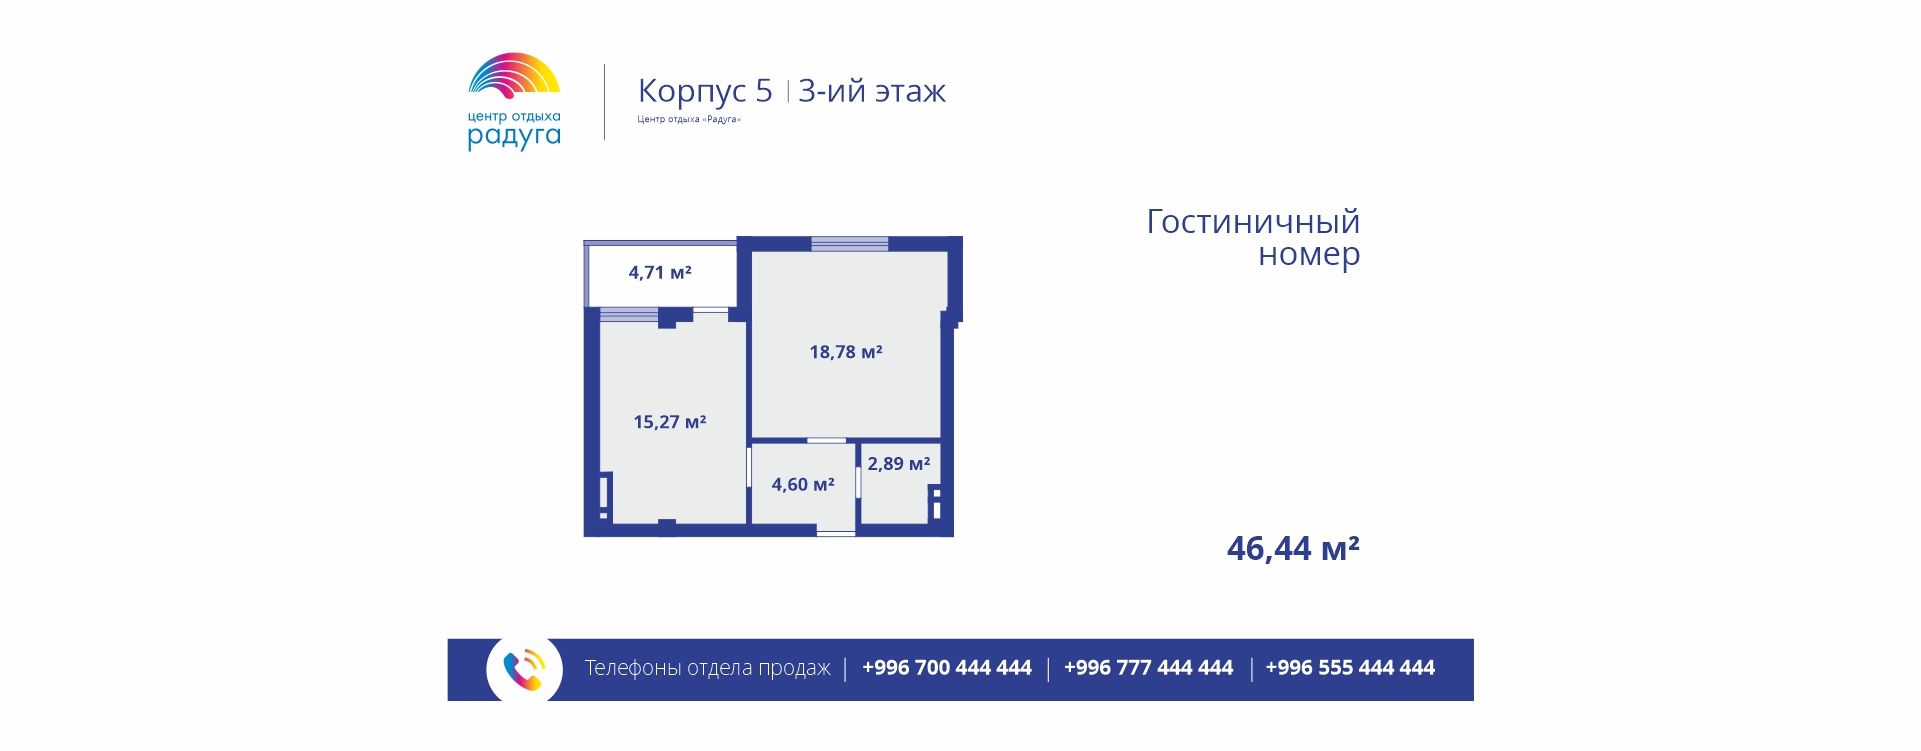 центр отдыха
радуга
Корпус 5 | 3-ий этаж
Центр отдыха «Радуга»
Гостиничный
номер
4,71 м²
18,78 м²
15,27 м²
2,89 м²
4,60 м²
46,44 м²
Телефоны отдела продаж | +996 700 444 444 | +996 777 444 444 | +996 555 444 444